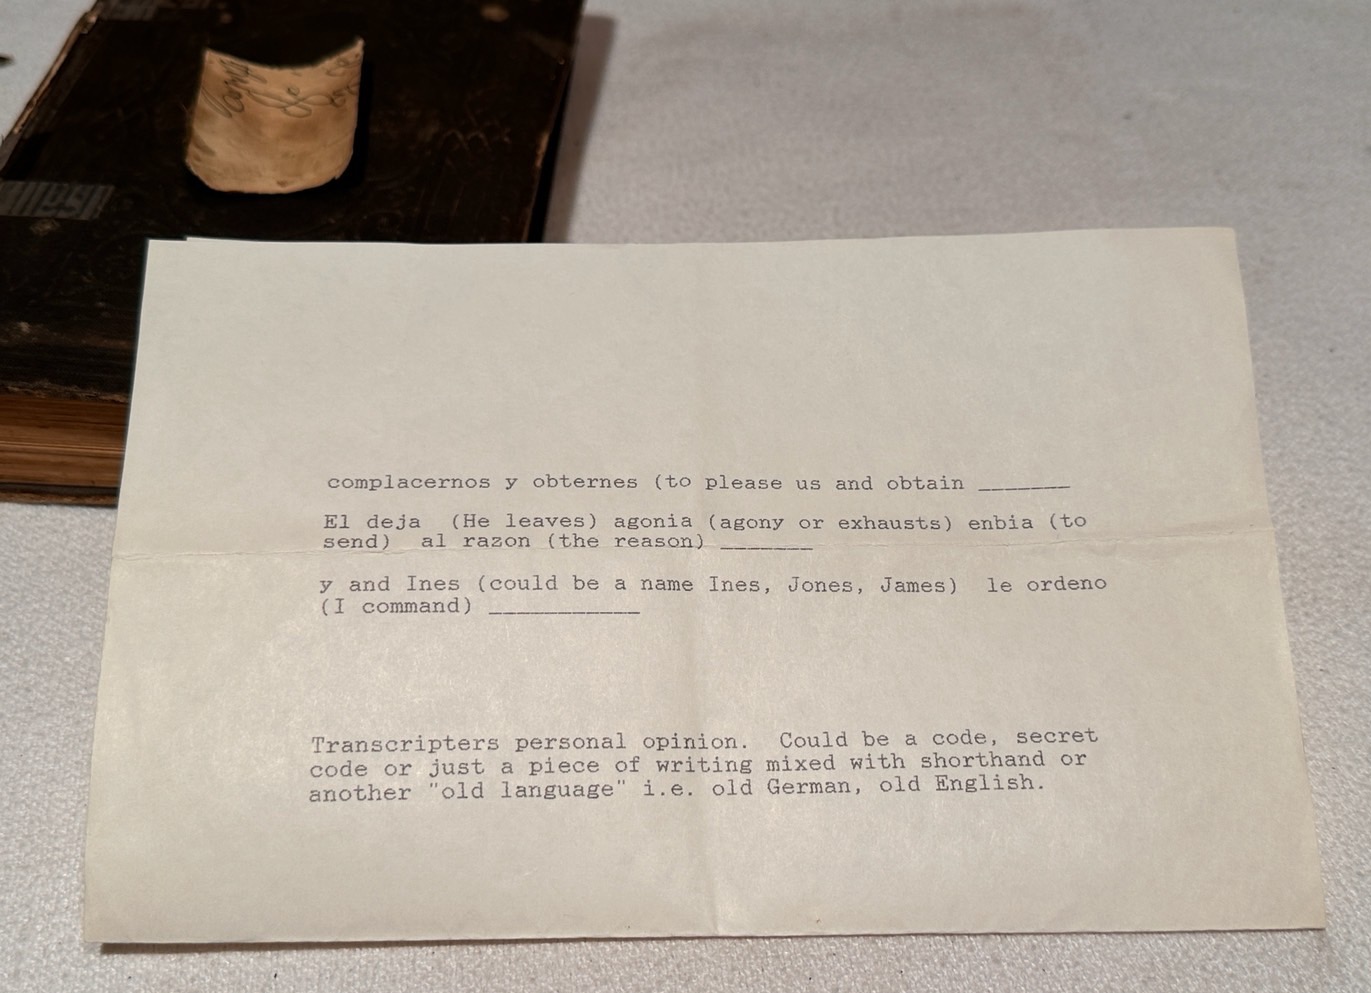 complacernos y obternes (to please us and obtain _______
El deja  (He leaves) agonia (agony or exhausts) enbia (to
send)  al razon (the reason) _______
y and Ines (could be a name Ines, Jones, James)  le ordeno
(I command) ____________
Transcripters personal opinion.  Could be a code, secret
code or just a piece of writing mixed with shorthand or
another "old language" i.e. old German, old English.